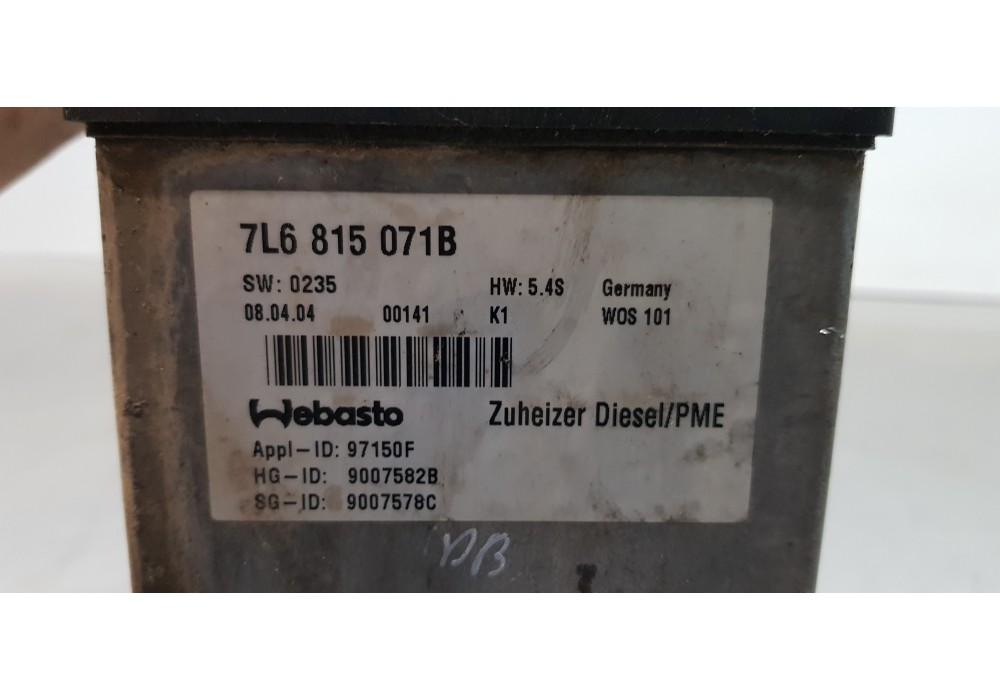 7L6 815 071B
SW: 0235 HW: 5.4S Germany
08.04.04 00141 K1 WOS 101
Webasto Zuheizer Diesel/PME
Appl-ID: 97150F
HG-ID: 9007582B
SG-ID: 9007578C